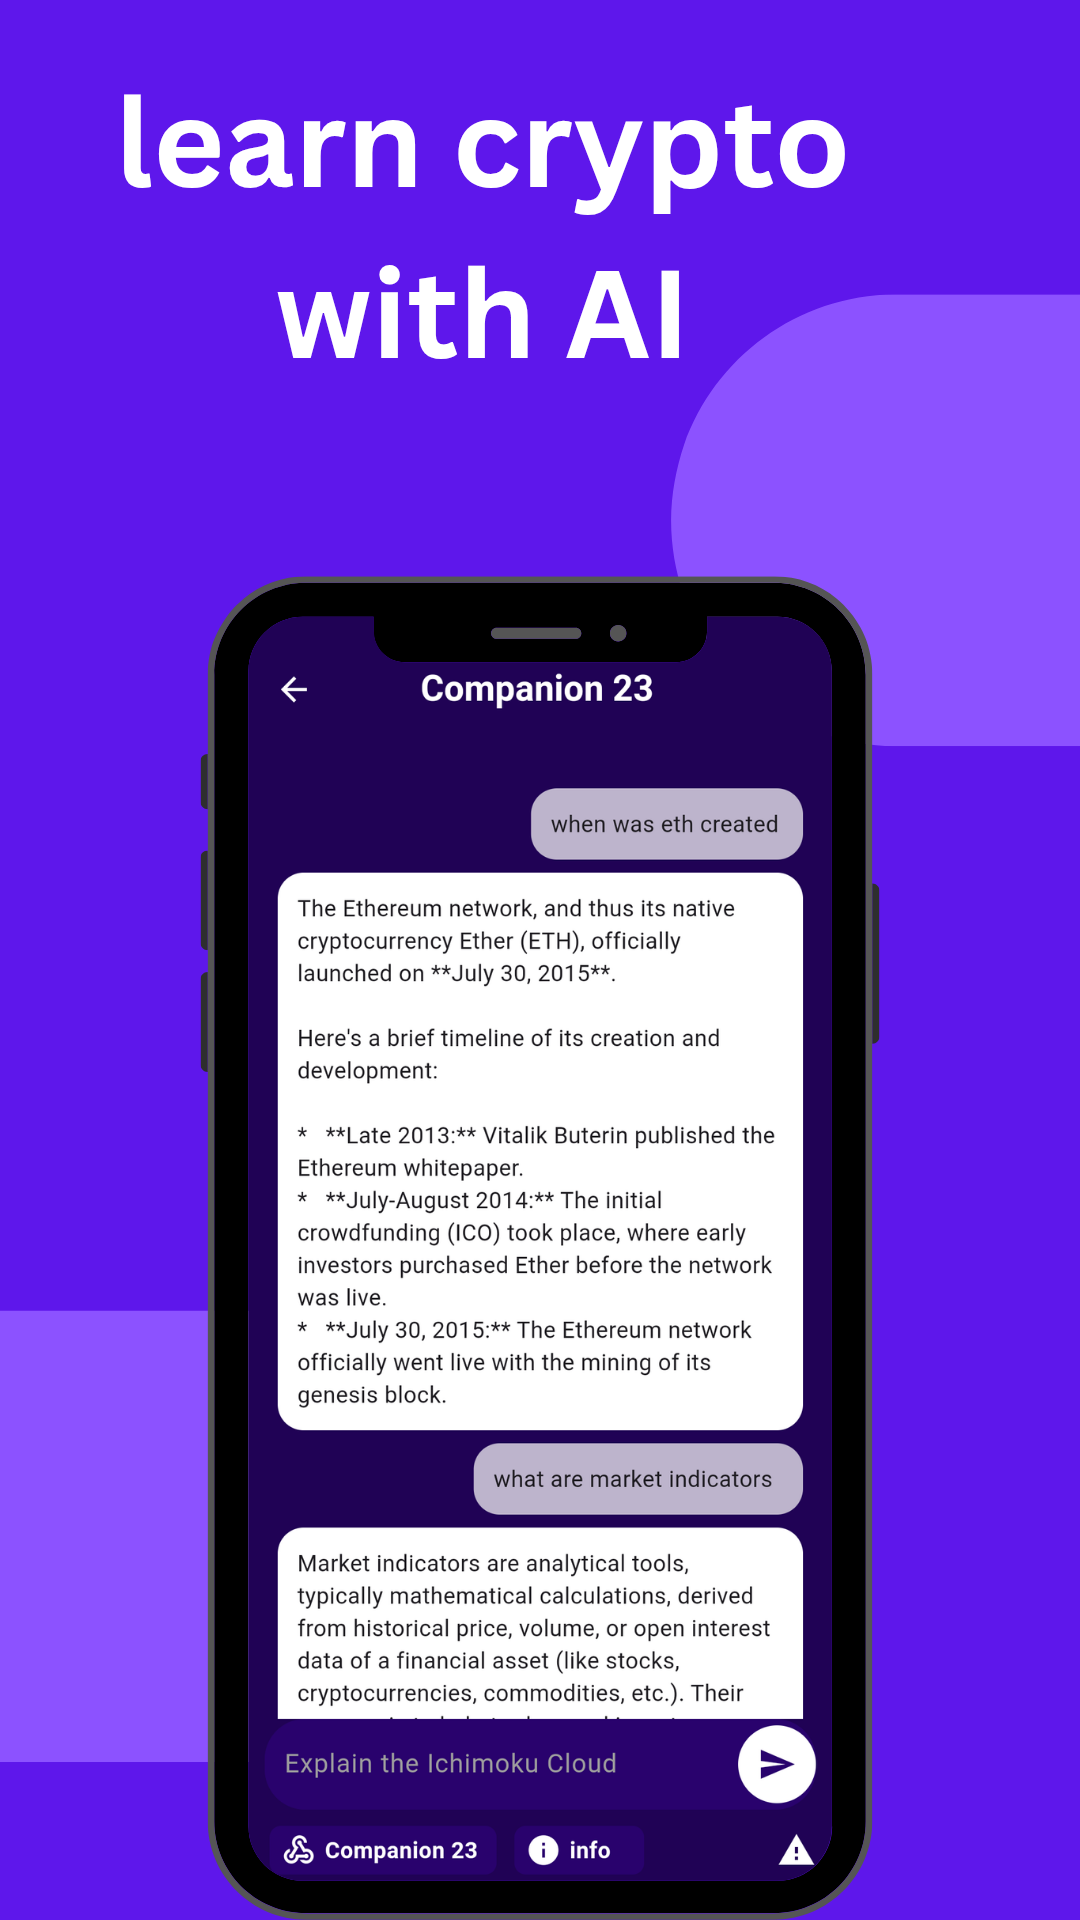 learn crypto
with AI
Companion 23
when was eth created
The Ethereum network, and thus its native
cryptocurrency Ether (ETH), officially
launched on **July 30, 2015**.
Here's a brief timeline of its creation and
development:
*   **Late 2013:** Vitalik Buterin published the
Ethereum whitepaper.
*   **July-August 2014:** The initial
crowdfunding (ICO) took place, where early
investors purchased Ether before the network
was live.
*   **July 30, 2015:** The Ethereum network
officially went live with the mining of its
genesis block.
what are market indicators
Market indicators are analytical tools,
typically mathematical calculations, derived
from historical price, volume, or open interest
data of a financial asset (like stocks,
cryptocurrencies, commodities, etc.). Their
Explain the Ichimoku Cloud
Companion 23
info